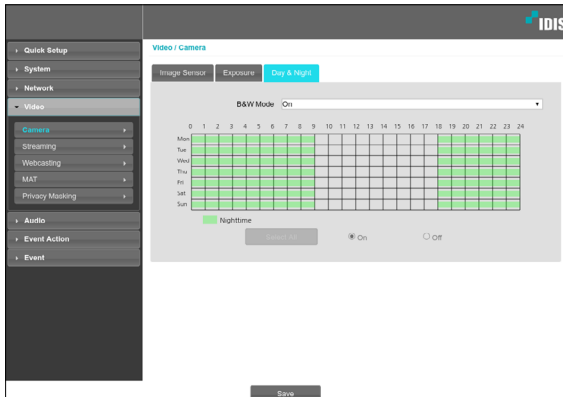 IDIS
Quick Setup
System
Network
Video
Camera
Streaming
Webcasting
MAT
Privacy Masking
Audio
Event Action
Event
Video / Camera
Image Sensor Exposure Day & Night
B&W Mode On
0 1 2 3 4 5 6 7 8 9 10 11 12 13 14 15 16 17 18 19 20 21 22 23 24
Mon
Tue
Wed
Thu
Fri
Sat
Sun
Nighttime
Select All On Off
Save